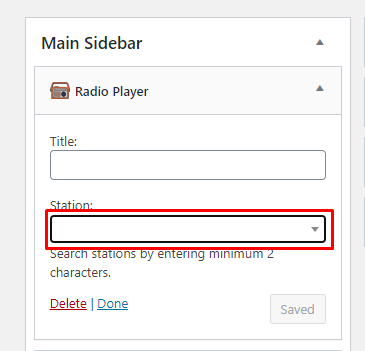 Main Sidebar
Radio Player
Title:
Station:
Search stations by entering minimum 2
characters.
Delete | Done
Saved